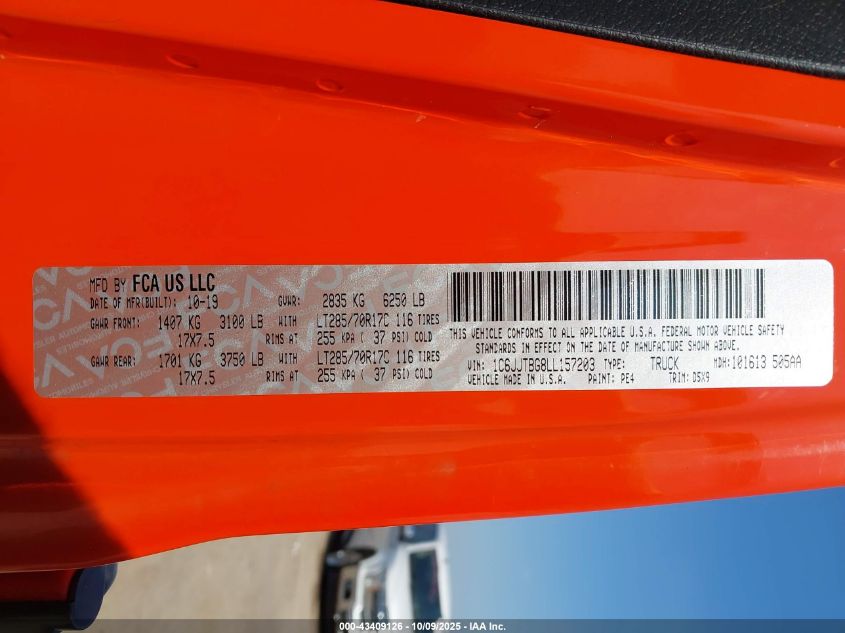 MFD BY FCA US LLC
DATE OF MFR(BUILT): 10-19 GVWR: 2835 KG 6250 LB
GAWR FRONT: 1407 KG 3100 LB WITH LT285/70R17C 116 TIRES
17X7.5 RIMS AT 255 KPA ( 37 PSI) COLD
GAWR REAR: 1701 KG 3750 LB WITH LT285/70R17C 116 TIRES
17X7.5 RIMS AT 255 KPA ( 37 PSI) COLD
THIS VEHICLE CONFORMS TO ALL APPLICABLE U.S.A. FEDERAL MOTOR VEHICLE SAFETY
STANDARDS IN EFFECT ON THE DATE OF MANUFACTURE SHOWN ABOVE.
VIN: 1C6JJTBG8LL157203 TYPE: TRUCK MDH:101613 505AA
VEHICLE MADE IN U.S.A. PAINT: PE4 TRIM: D5X9
000-43409126 - 10/09/2025 - IAA Inc.